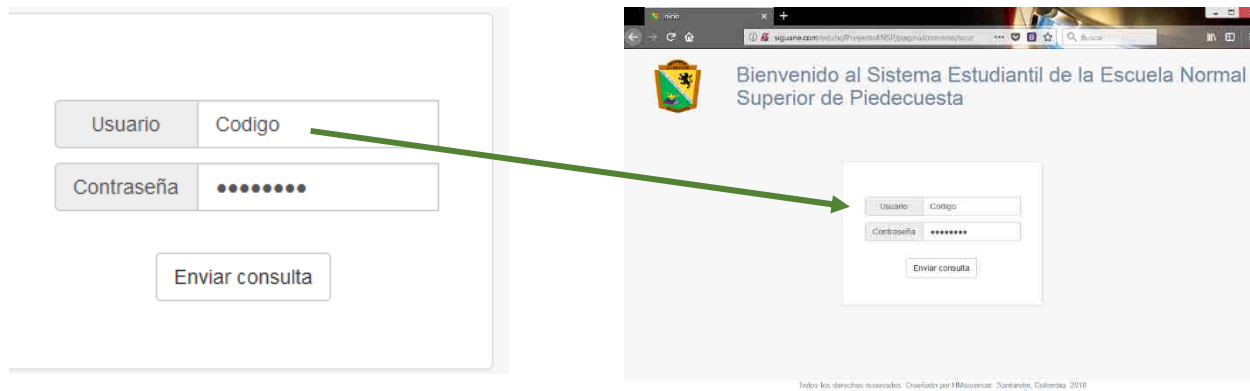 Usuario
Codigo
Contraseña
••••••••
Enviar consulta
Inicio
Buscar
Bienvenido al Sistema Estudiantil de la Escuela Normal
Superior de Piedecuesta
Usuario
Codigo
Contraseña
••••••••
Enviar consulta
Todos los derechos reservados. Diseñado por Santander, Colombia. 2018